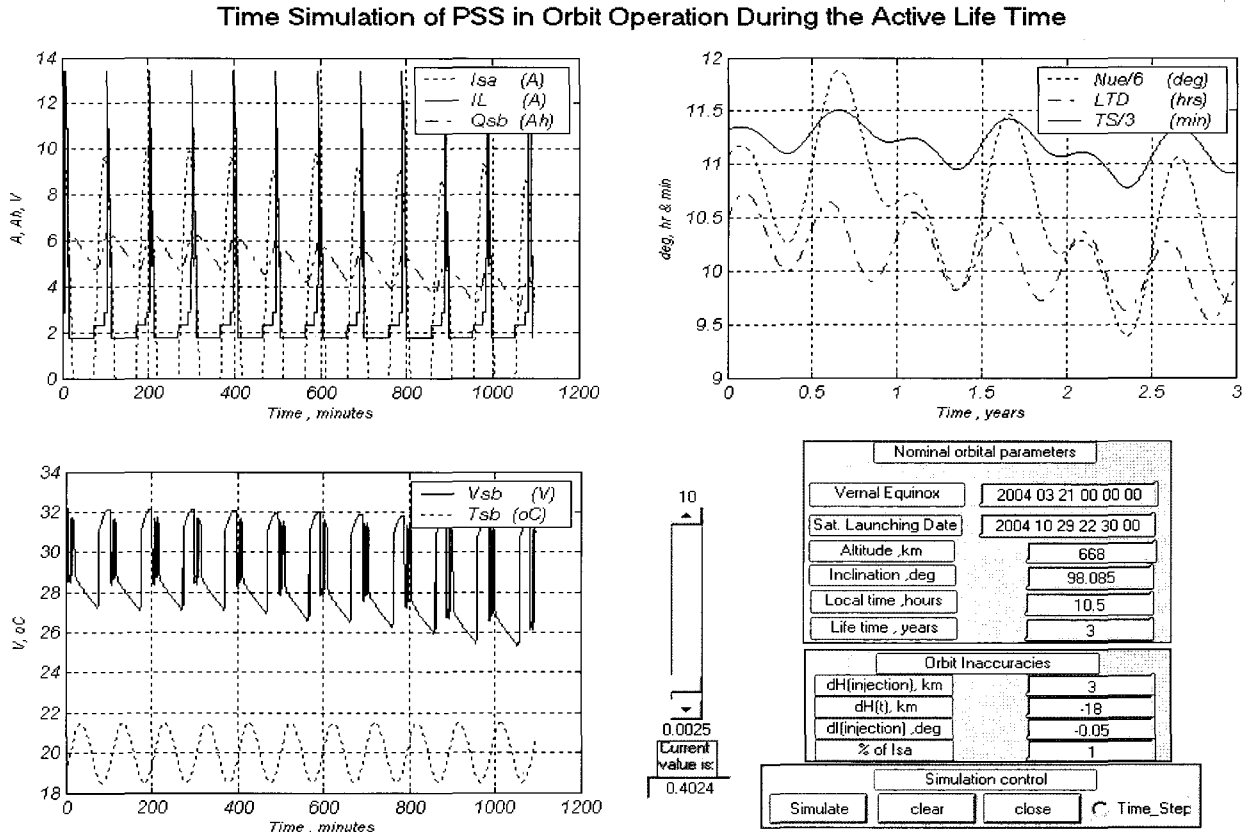 Time Simulation of PSS in Orbit Operation During the Active Life Time
14
12
10
8
6
4
2
0
A, Ah, V
Isa (A)
IL (A)
Qsb (Ah)
0 200 400 600 800 1000 1200
Time , minutes
12
11.5
11
10.5
10
9.5
9
deg, hr & min
Nue/6 (deg)
LTD (hrs)
TS/3 (min)
0 0.5 1 1.5 2 2.5 3
Time , years
34
32
30
28
26
24
22
20
18
V, oC
Vsb (V)
Tsb (oC)
0 200 400 600 800 1000 1200
Time , minutes
10
0.0025
Current
value is:
0.4024
Nominal orbital parameters
Vernal Equinox 2004 03 21 00 00 00
Sat. Launching Date 2004 10 29 22 30 00
Altitude ,km 668
Inclination ,deg 98.085
Local time ,hours 10.5
Life time , years 3
Orbit Inaccuracies
dH(injection), km 3
dH(t), km -18
dI(injection) ,deg -0.05
% of Isa 1
Simulation control
Simulate clear close Time_Step